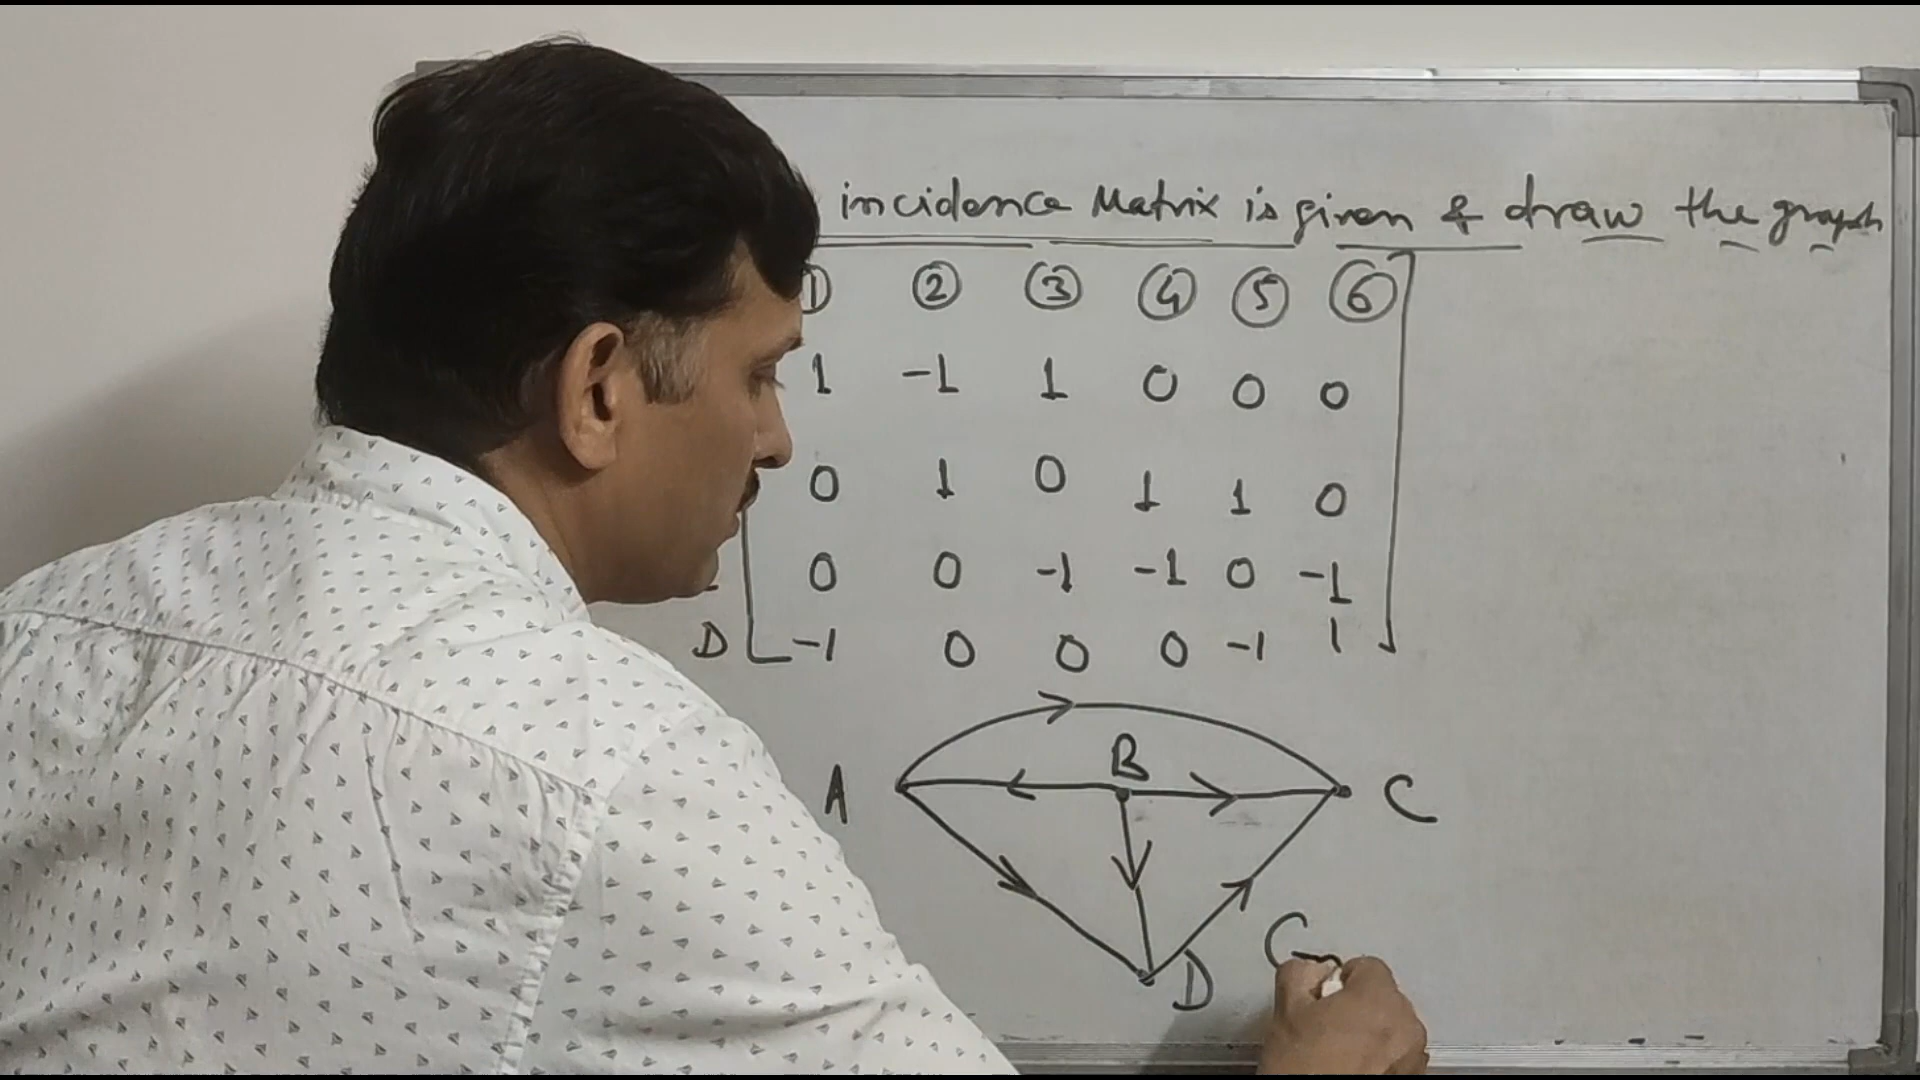 incidence Matrix is given & draw the graph
① ② ③ ④ ⑤ ⑥
1 -1 1 0 0 0
0 1 0 1 1 0
0 0 -1 -1 0 -1
D -1 0 0 0 -1 1
A B C
D
G